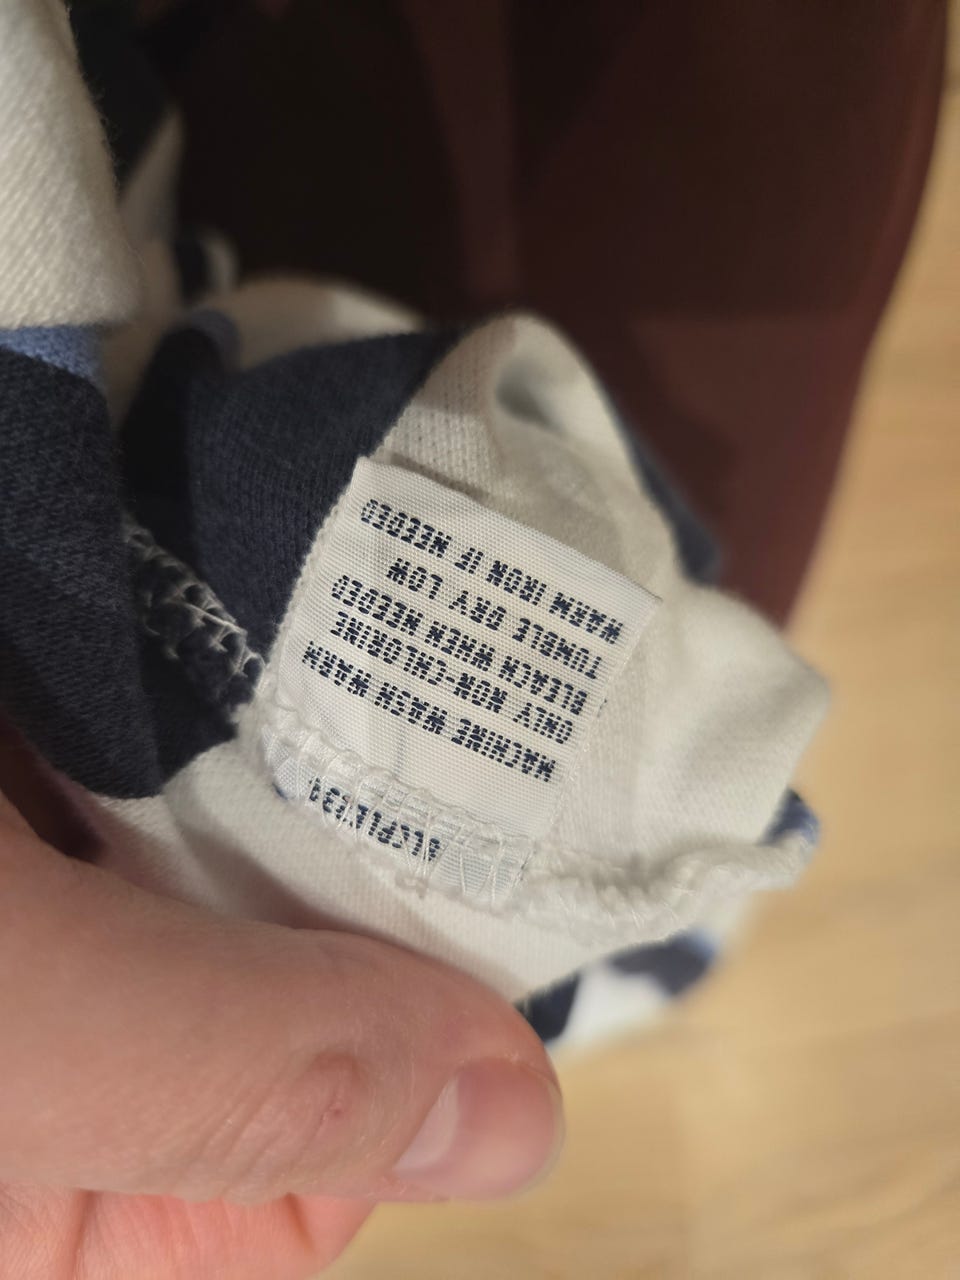 MACHINE WASH WARM
ONLY NON-CHLORINE
BLEACH WHEN NEEDED
TUMBLE DRY LOW
WARM IRON IF NEEDED